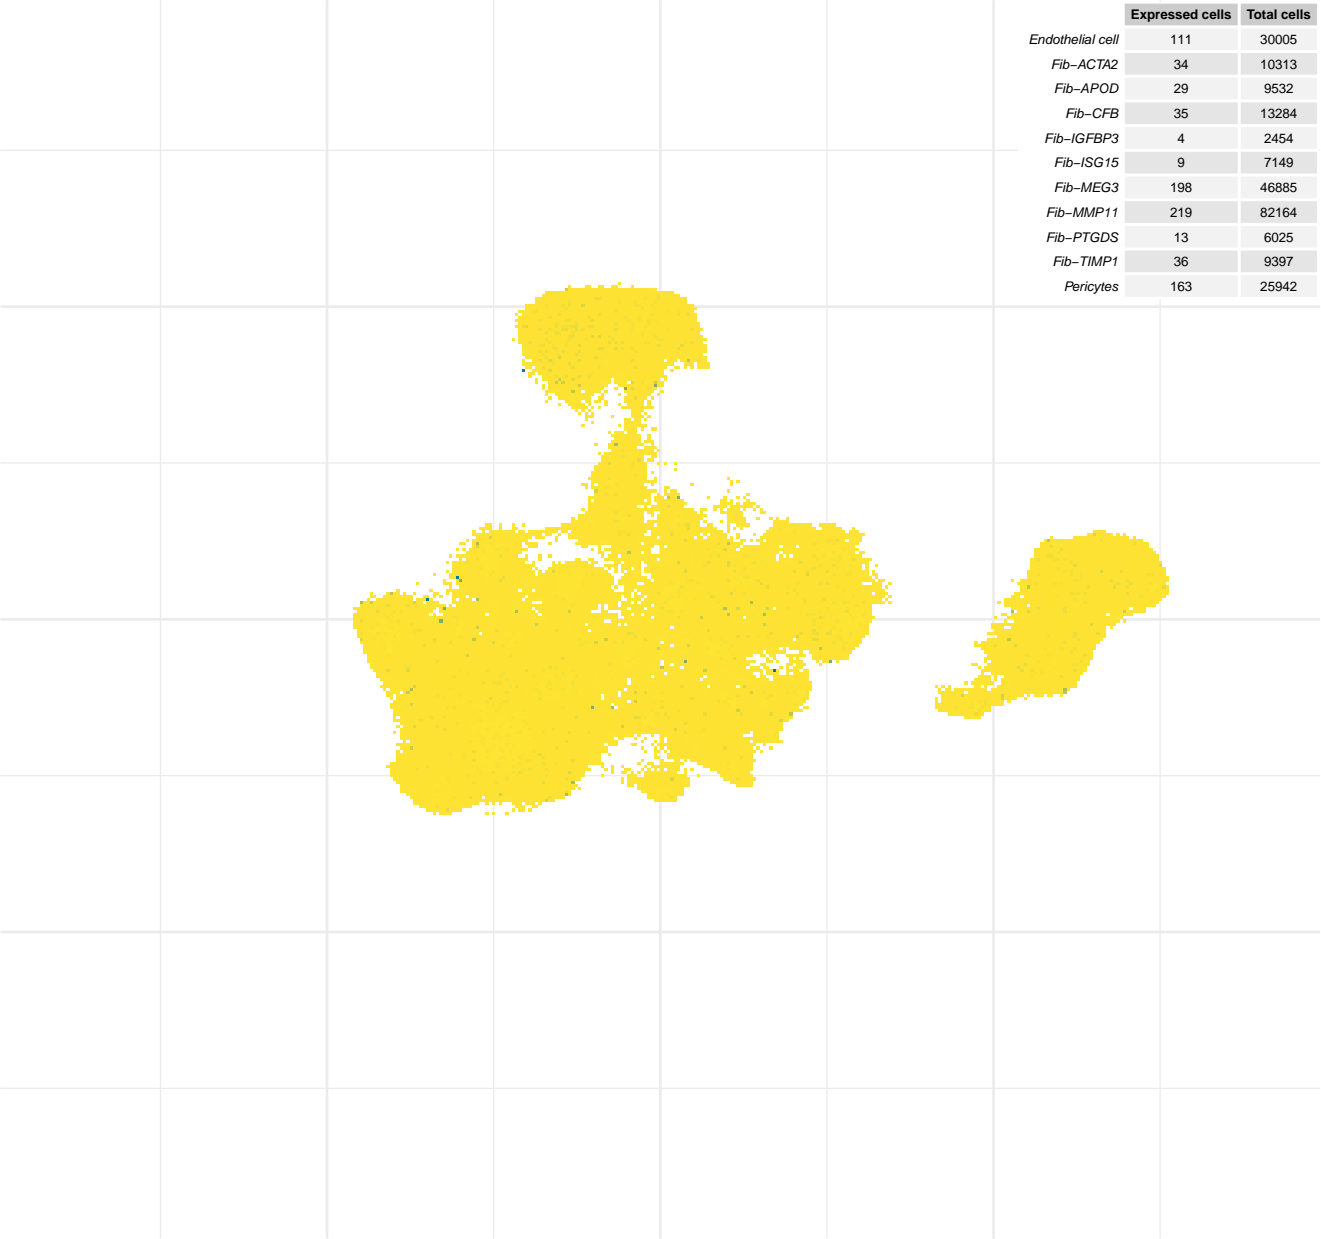 Expressed cells Total cells
Endothelial cell 111 30005
Fib−ACTA2 34 10313
Fib−APOD 29 9532
Fib−CFB 35 13284
Fib−IGFBP3 4 2454
Fib−ISG15 9 7149
Fib−MEG3 198 46885
Fib−MMP11 219 82164
Fib−PTGDS 13 6025
Fib−TIMP1 36 9397
Pericytes 163 25942